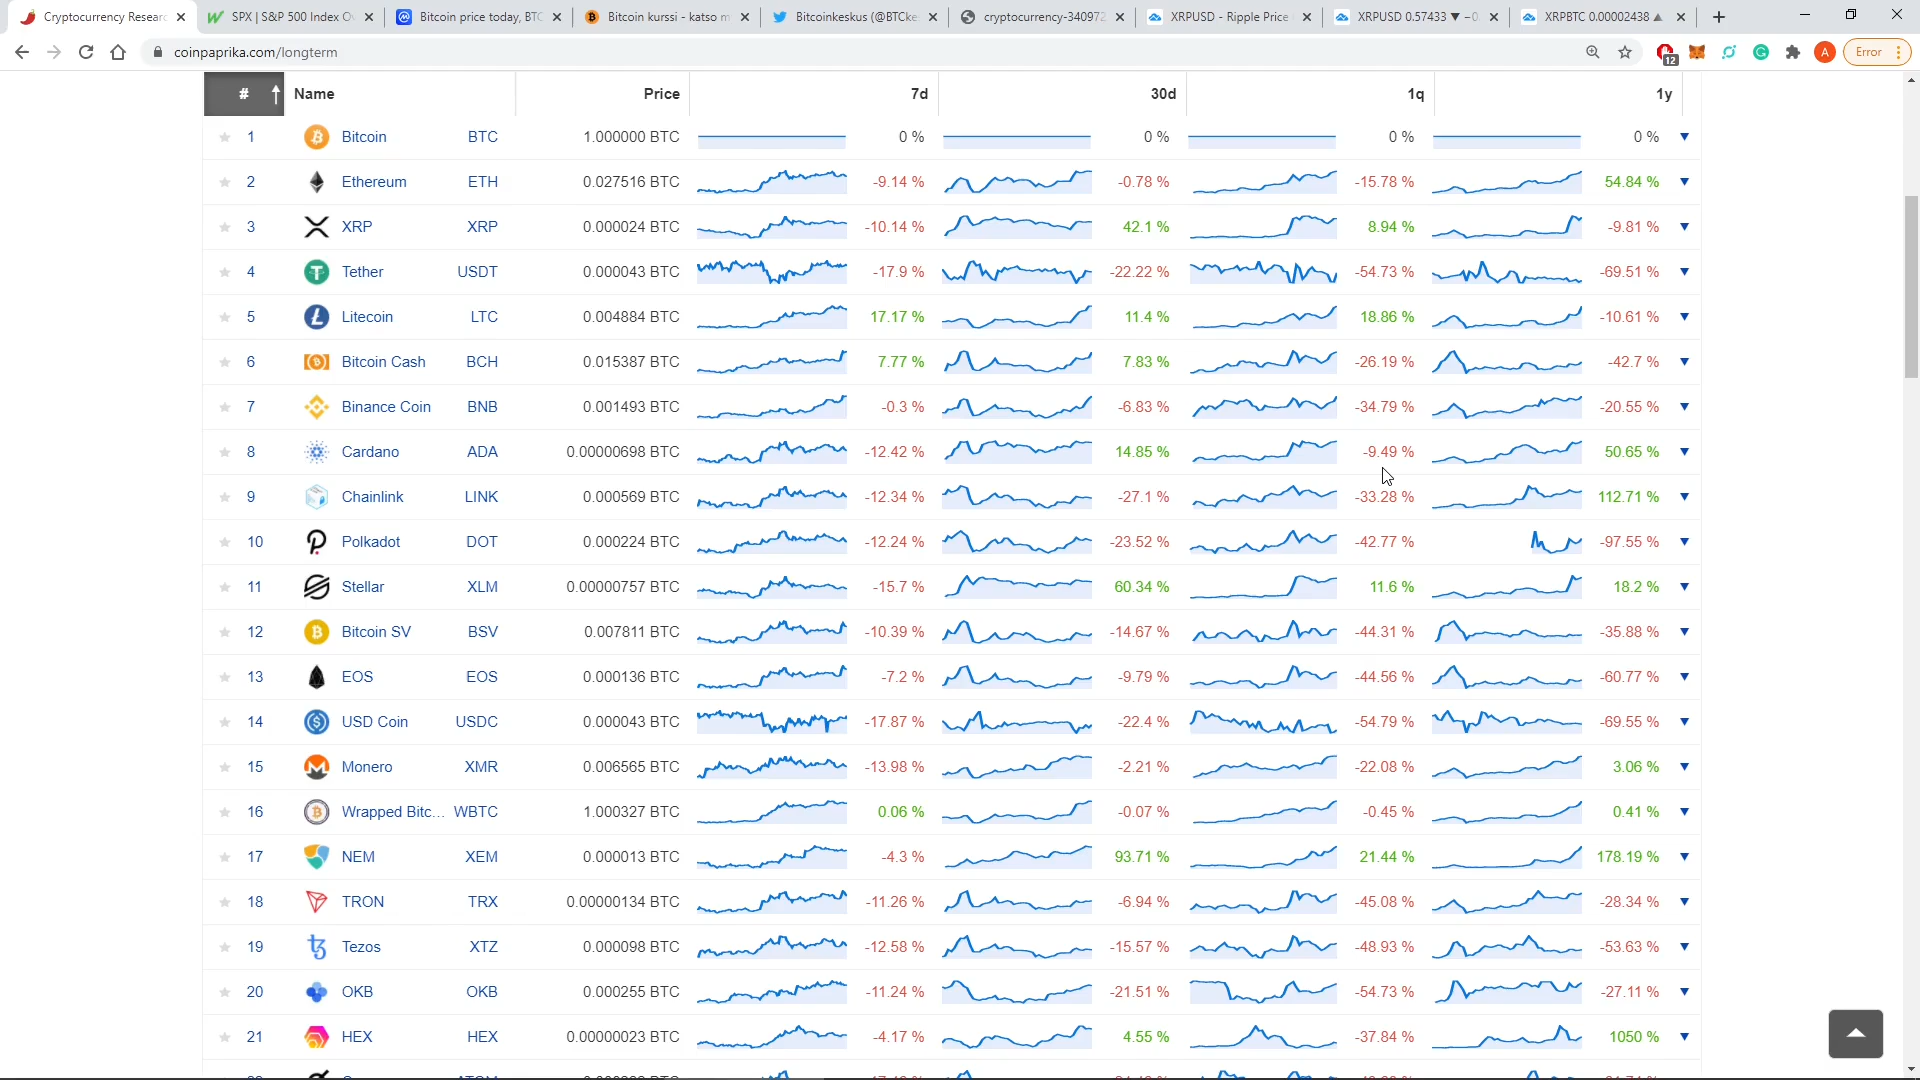 Cryptocurrency Researc
SPX | S&P 500 Index O
Bitcoin price today, BTC
Bitcoin kurssi - katso m
Bitcoinkeskus (@BTCke
cryptocurrency-340972
XRPUSD - Ripple Price
XRPUSD 0.57433 ▼ −0.
XRPBTC 0.00002438 ▲
coinpaprika.com/longterm
12
A
Error
# Name Price 7d 30d 1q 1y
1 Bitcoin BTC 1.000000 BTC 0 % 0 % 0 % 0 %
2 Ethereum ETH 0.027516 BTC -9.14 % -0.78 % -15.78 % 54.84 %
3 XRP XRP 0.000024 BTC -10.14 % 42.1 % 8.94 % -9.81 %
4 Tether USDT 0.000043 BTC -17.9 % -22.22 % -54.73 % -69.51 %
5 Litecoin LTC 0.004884 BTC 17.17 % 11.4 % 18.86 % -10.61 %
6 Bitcoin Cash BCH 0.015387 BTC 7.77 % 7.83 % -26.19 % -42.7 %
7 Binance Coin BNB 0.001493 BTC -0.3 % -6.83 % -34.79 % -20.55 %
8 Cardano ADA 0.00000698 BTC -12.42 % 14.85 % -9.49 % 50.65 %
9 Chainlink LINK 0.000569 BTC -12.34 % -27.1 % -33.28 % 112.71 %
10 Polkadot DOT 0.000224 BTC -12.24 % -23.52 % -42.77 % -97.55 %
11 Stellar XLM 0.00000757 BTC -15.7 % 60.34 % 11.6 % 18.2 %
12 Bitcoin SV BSV 0.007811 BTC -10.39 % -14.67 % -44.31 % -35.88 %
13 EOS EOS 0.000136 BTC -7.2 % -9.79 % -44.56 % -60.77 %
14 USD Coin USDC 0.000043 BTC -17.87 % -22.4 % -54.79 % -69.55 %
15 Monero XMR 0.006565 BTC -13.98 % -2.21 % -22.08 % 3.06 %
16 Wrapped Bitc... WBTC 1.000327 BTC 0.06 % -0.07 % -0.45 % 0.41 %
17 NEM XEM 0.000013 BTC -4.3 % 93.71 % 21.44 % 178.19 %
18 TRON TRX 0.00000134 BTC -11.26 % -6.94 % -45.08 % -28.34 %
19 Tezos XTZ 0.000098 BTC -12.58 % -15.57 % -48.93 % -53.63 %
20 OKB OKB 0.000255 BTC -11.24 % -21.51 % -54.73 % -27.11 %
21 HEX HEX 0.00000023 BTC -4.17 % 4.55 % -37.84 % 1050 %